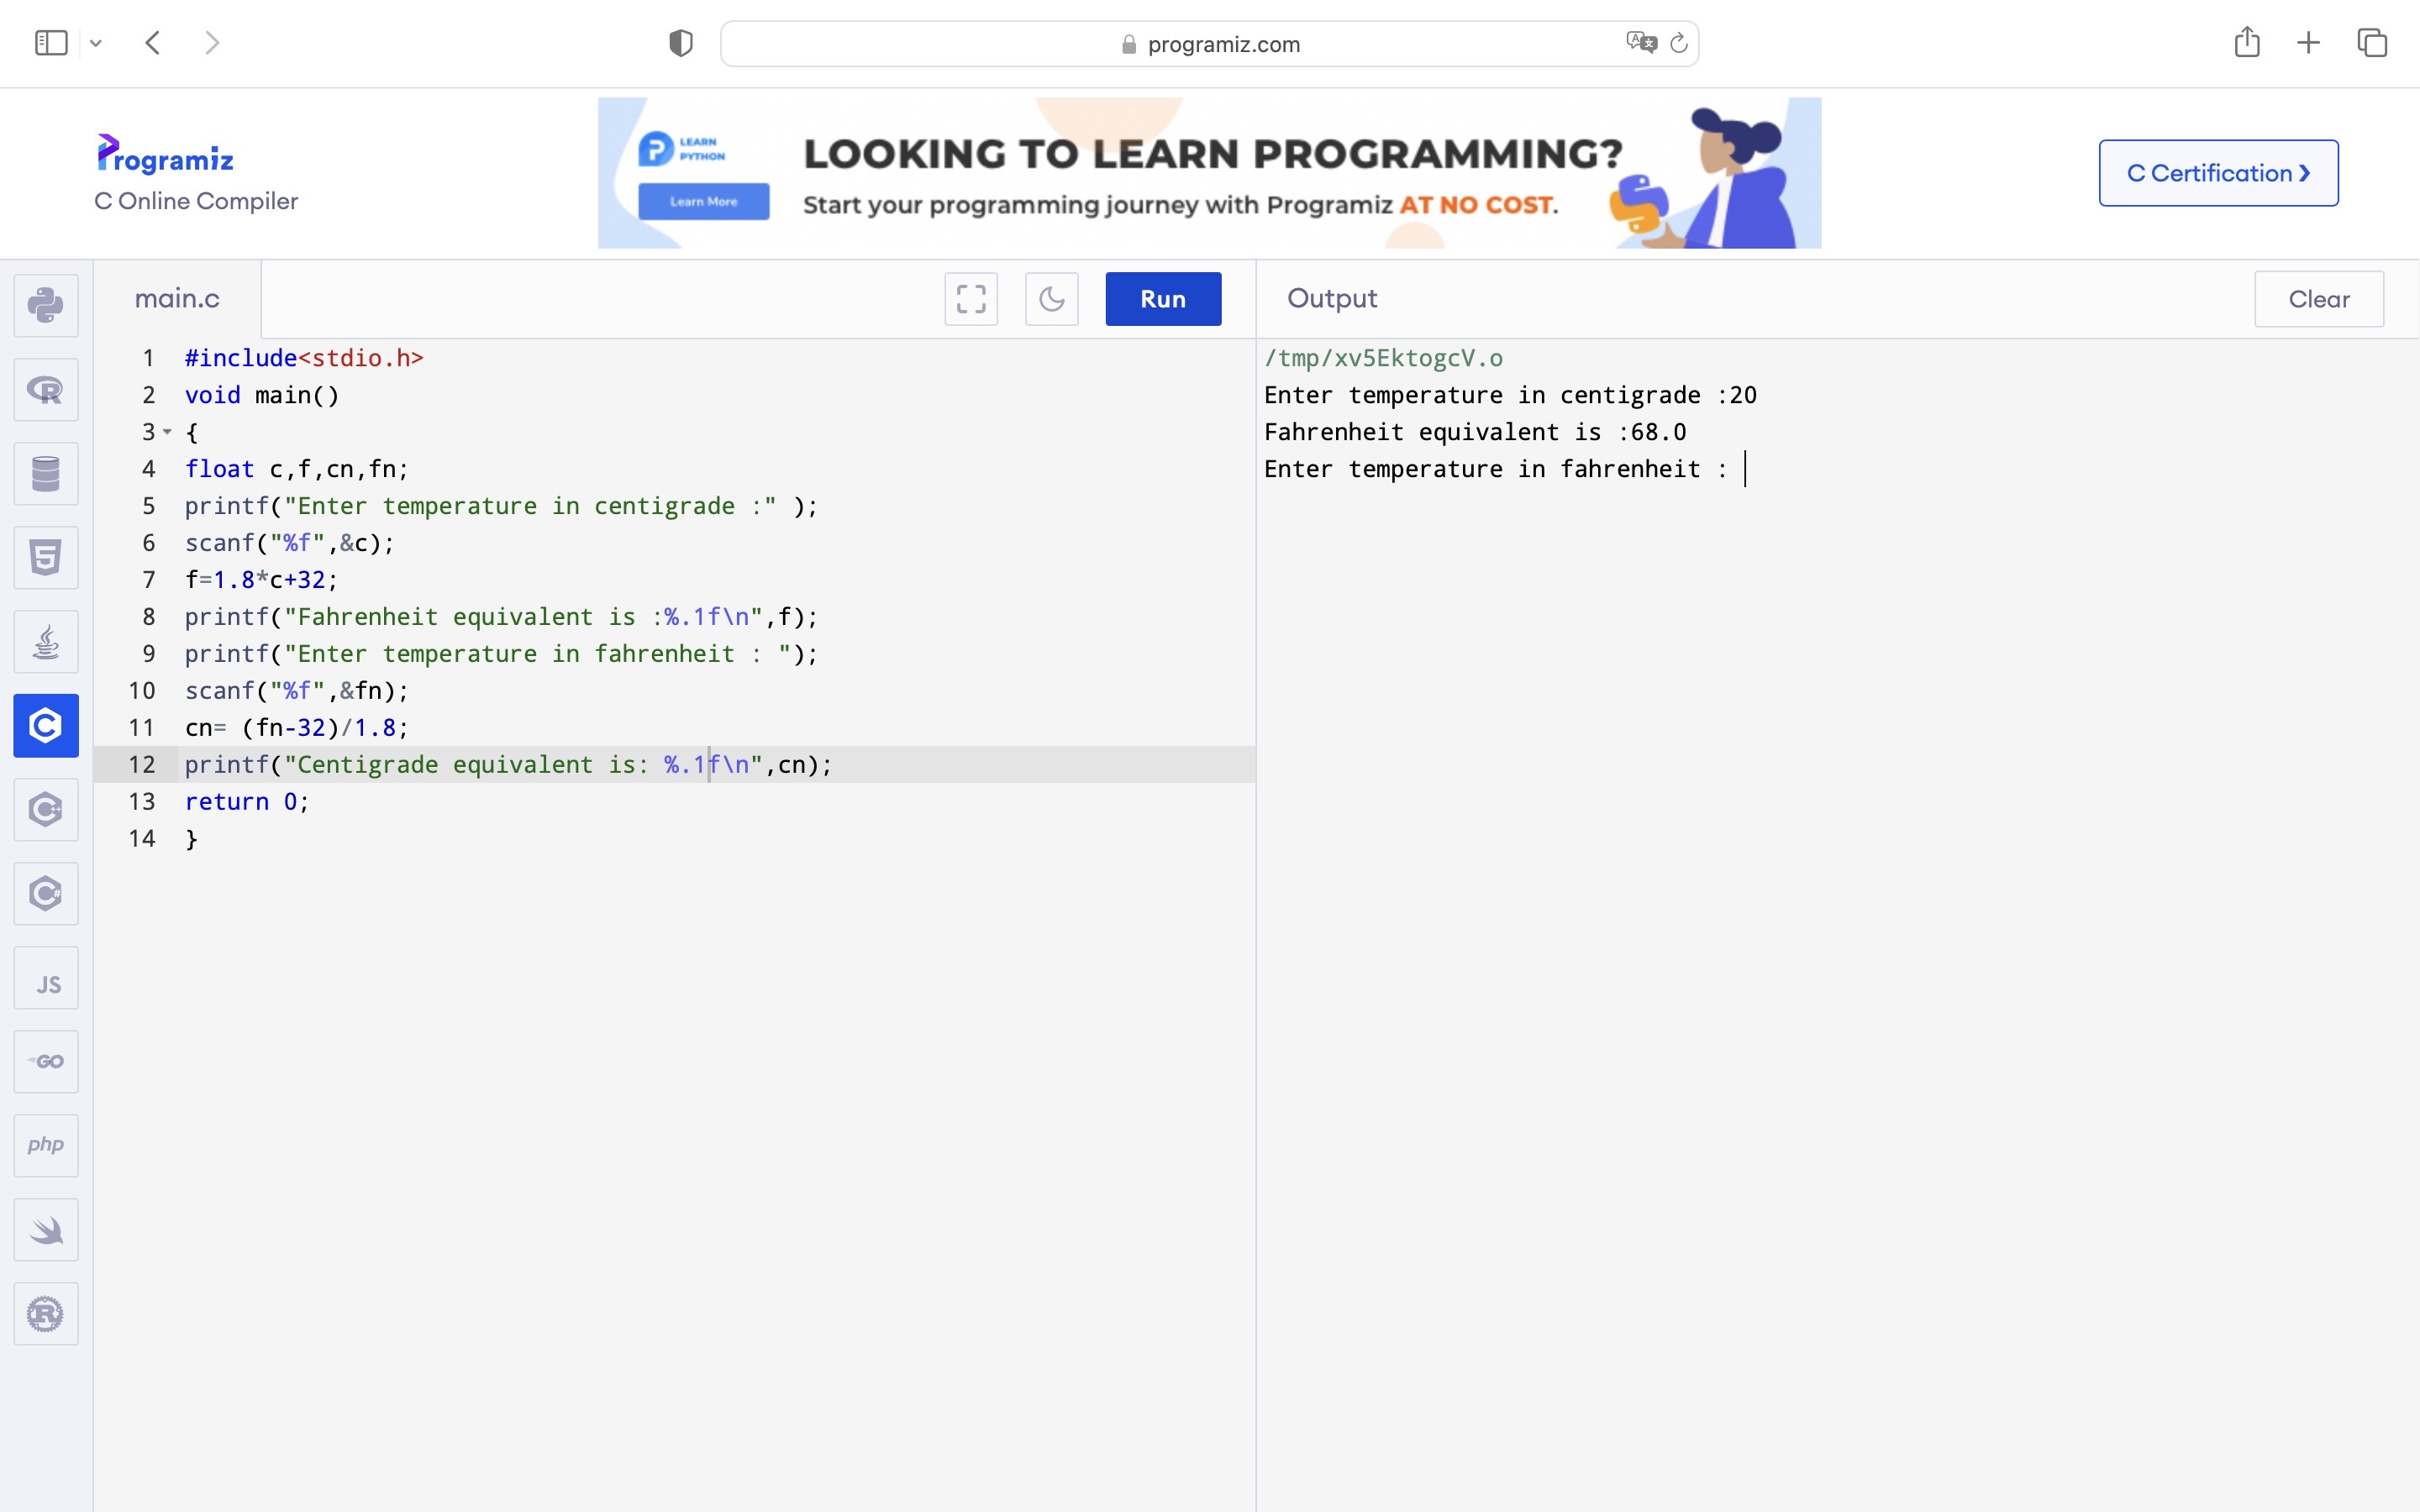 programiz.com
Programiz
C Online Compiler
LEARN
PYTHON
Learn More
LOOKING TO LEARN PROGRAMMING?
Start your programming journey with Programiz AT NO COST.
C Certification ❯
main.c
Run
Output
Clear
1 #include<stdio.h>
2 void main()
3 {
4 float c,f,cn,fn;
5 printf("Enter temperature in centigrade :" );
6 scanf("%f",&c);
7 f=1.8*c+32;
8 printf("Fahrenheit equivalent is :%.1f\n",f);
9 printf("Enter temperature in fahrenheit : ");
10 scanf("%f",&fn);
11 cn= (fn-32)/1.8;
12 printf("Centigrade equivalent is: %.1f\n",cn);
13 return 0;
14 }
/tmp/xv5EktogcV.o
Enter temperature in centigrade :20
Fahrenheit equivalent is :68.0
Enter temperature in fahrenheit :
R
5
C
C++
C#
JS
GO
php
R